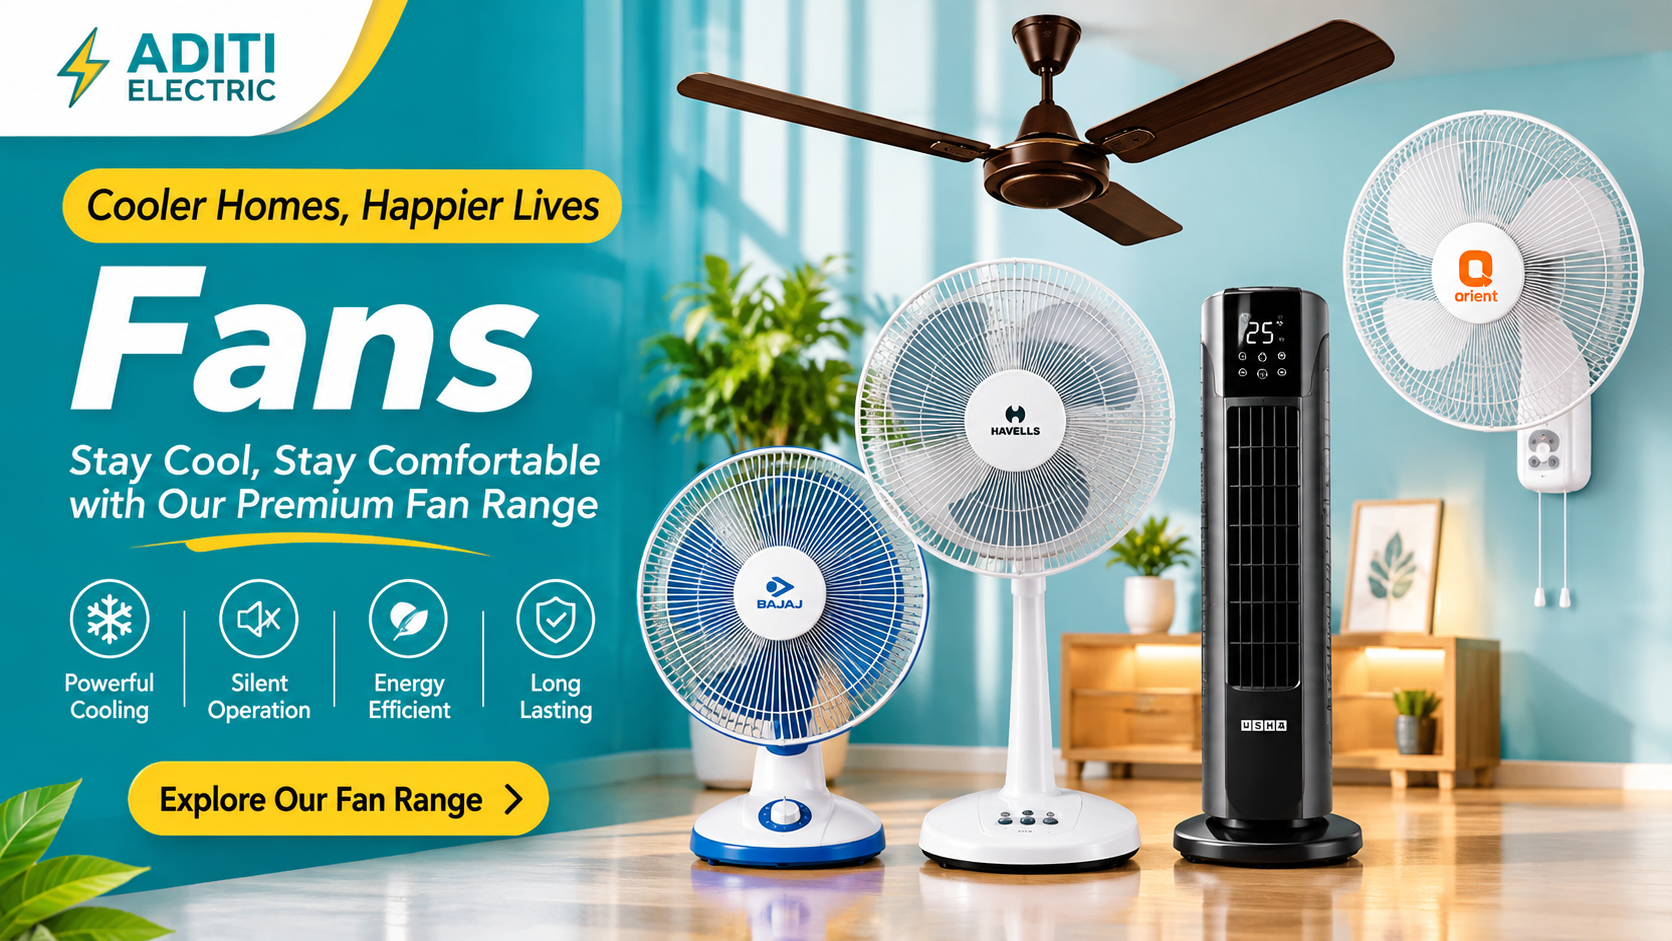 ADITI
ELECTRIC
Cooler Homes, Happier Lives
Fans
Stay Cool, Stay Comfortable
with Our Premium Fan Range
Powerful
Cooling
Silent
Operation
Energy
Efficient
Long
Lasting
Explore Our Fan Range
BAJAJ
HAVELLS
25
USHA
orient